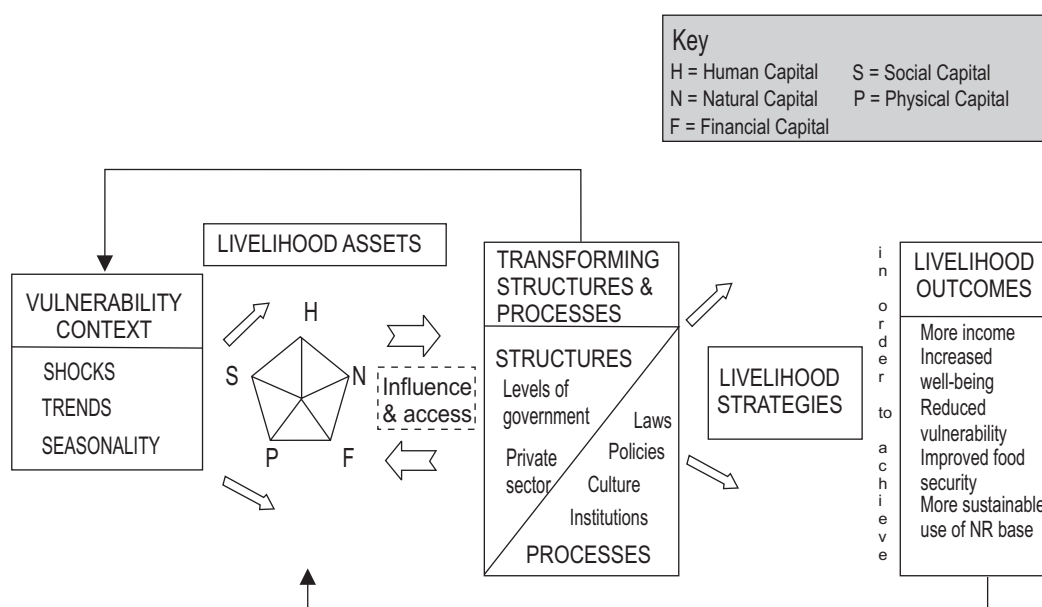 Key
H = Human Capital
S = Social Capital
N = Natural Capital
P = Physical Capital
F = Financial Capital
LIVELIHOOD ASSETS
VULNERABILITY
CONTEXT
SHOCKS
TRENDS
SEASONALITY
H
S
N
P
F
Influence
& access
TRANSFORMING
STRUCTURES &
PROCESSES
STRUCTURES
Levels of
government
Private
sector
Laws
Policies
Culture
Institutions
PROCESSES
LIVELIHOOD
STRATEGIES
in order to achieve
LIVELIHOOD
OUTCOMES
More income
Increased
well-being
Reduced
vulnerability
Improved food
security
More sustainable
use of NR base